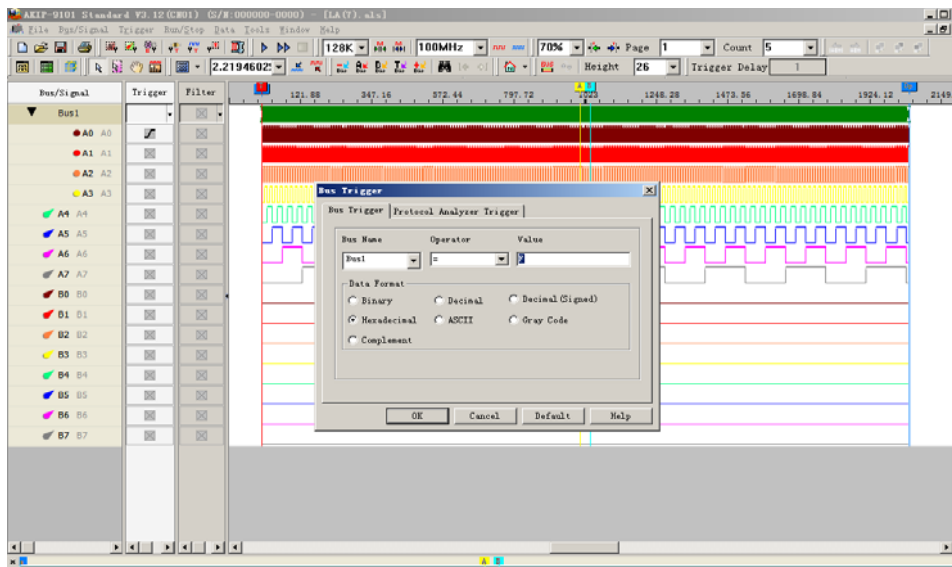 AKIP-9101 Standard V3.12(CN01) (S/N:000000-0000) - [LA(7).als]
File Bus/Signal Trigger Run/Stop Data Tools Window Help
128K 100MHz 70% Page 1 Count 5
2.219460 Height 26 Trigger Delay 1
Bus/Signal Trigger Filter
121.88 347.16 572.44 797.72 1023 1248.28 1473.56 1698.84 1924.12 2149
A B
Bus1
A0 A0
A1 A1
A2 A2
A3 A3
A4 A4
A5 A5
A6 A6
A7 A7
B0 B0
B1 B1
B2 B2
B3 B3
B4 B4
B5 B5
B6 B6
B7 B7
Bus Trigger
Bus Trigger Protocol Analyzer Trigger
Bus Name Operator Value
Bus1 =
Data Format
Binary Decimal Decimal(Signed)
Hexadecimal ASCII Gray Code
Complement
OK Cancel Default Help
A B